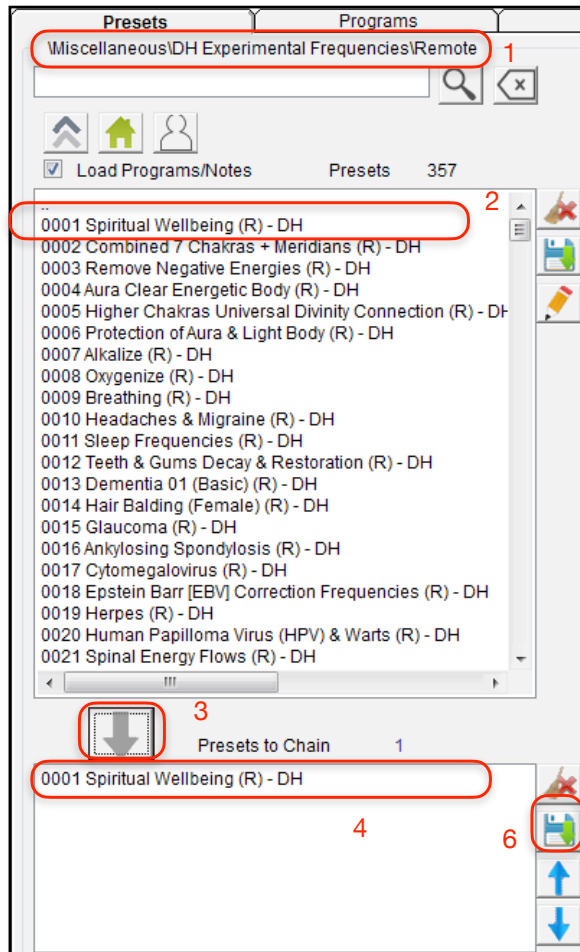 Presets Programs
\Miscellaneous\DH Experimental Frequencies\Remote 1
Load Programs/Notes Presets 357
2
..
0001 Spiritual Wellbeing (R) - DH
0002 Combined 7 Chakras + Meridians (R) - DH
0003 Remove Negative Energies (R) - DH
0004 Aura Clear Energetic Body (R) - DH
0005 Higher Chakras Universal Divinity Connection (R) - DH
0006 Protection of Aura & Light Body (R) - DH
0007 Alkalize (R) - DH
0008 Oxygenize (R) - DH
0009 Breathing (R) - DH
0010 Headaches & Migraine (R) - DH
0011 Sleep Frequencies (R) - DH
0012 Teeth & Gums Decay & Restoration (R) - DH
0013 Dementia 01 (Basic) (R) - DH
0014 Hair Balding (Female) (R) - DH
0015 Glaucoma (R) - DH
0016 Ankylosing Spondylosis (R) - DH
0017 Cytomegalovirus (R) - DH
0018 Epstein Barr [EBV] Correction Frequencies (R) - DH
0019 Herpes (R) - DH
0020 Human Papilloma Virus (HPV) & Warts (R) - DH
0021 Spinal Energy Flows (R) - DH
3
Presets to Chain 1
0001 Spiritual Wellbeing (R) - DH
4
6